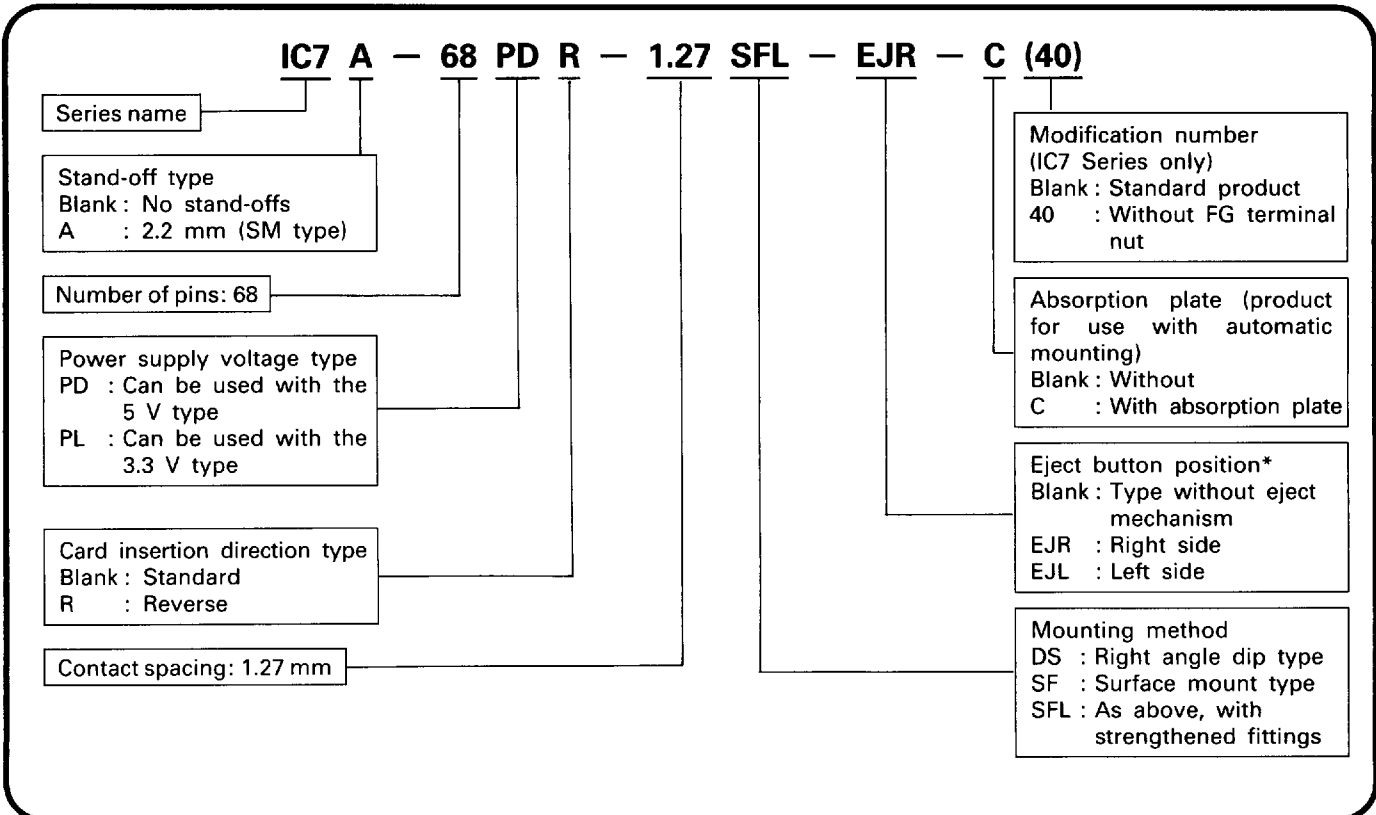 IC7 A – 68 PD R – 1.27 SFL – EJR – C (40)
Series name
Stand-off type
Blank : No stand-offs
A : 2.2 mm (SM type)
Number of pins: 68
Power supply voltage type
PD : Can be used with the
5 V type
PL : Can be used with the
3.3 V type
Card insertion direction type
Blank : Standard
R : Reverse
Contact spacing: 1.27 mm
Modification number
(IC7 Series only)
Blank : Standard product
40 : Without FG terminal
nut
Absorption plate (product
for use with automatic
mounting)
Blank : Without
C : With absorption plate
Eject button position*
Blank : Type without eject
mechanism
EJR : Right side
EJL : Left side
Mounting method
DS : Right angle dip type
SF : Surface mount type
SFL : As above, with
strengthened fittings